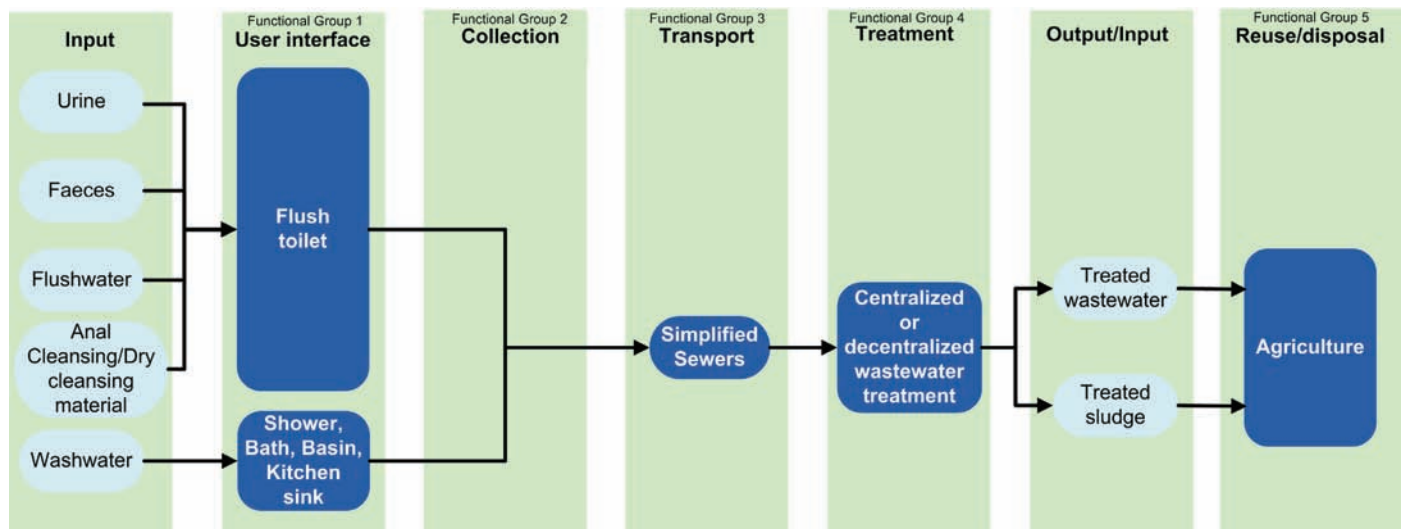 Input
Functional Group 1
User interface
Functional Group 2
Collection
Functional Group 3
Transport
Functional Group 4
Treatment
Output/Input
Functional Group 5
Reuse/disposal
Urine
Faeces
Flushwater
Anal
Cleansing/Dry
cleansing
material
Washwater
Flush
toilet
Shower,
Bath, Basin,
Kitchen
sink
Simplified
Sewers
Centralized
or
decentralized
wastewater
treatment
Treated
wastewater
Treated
sludge
Agriculture